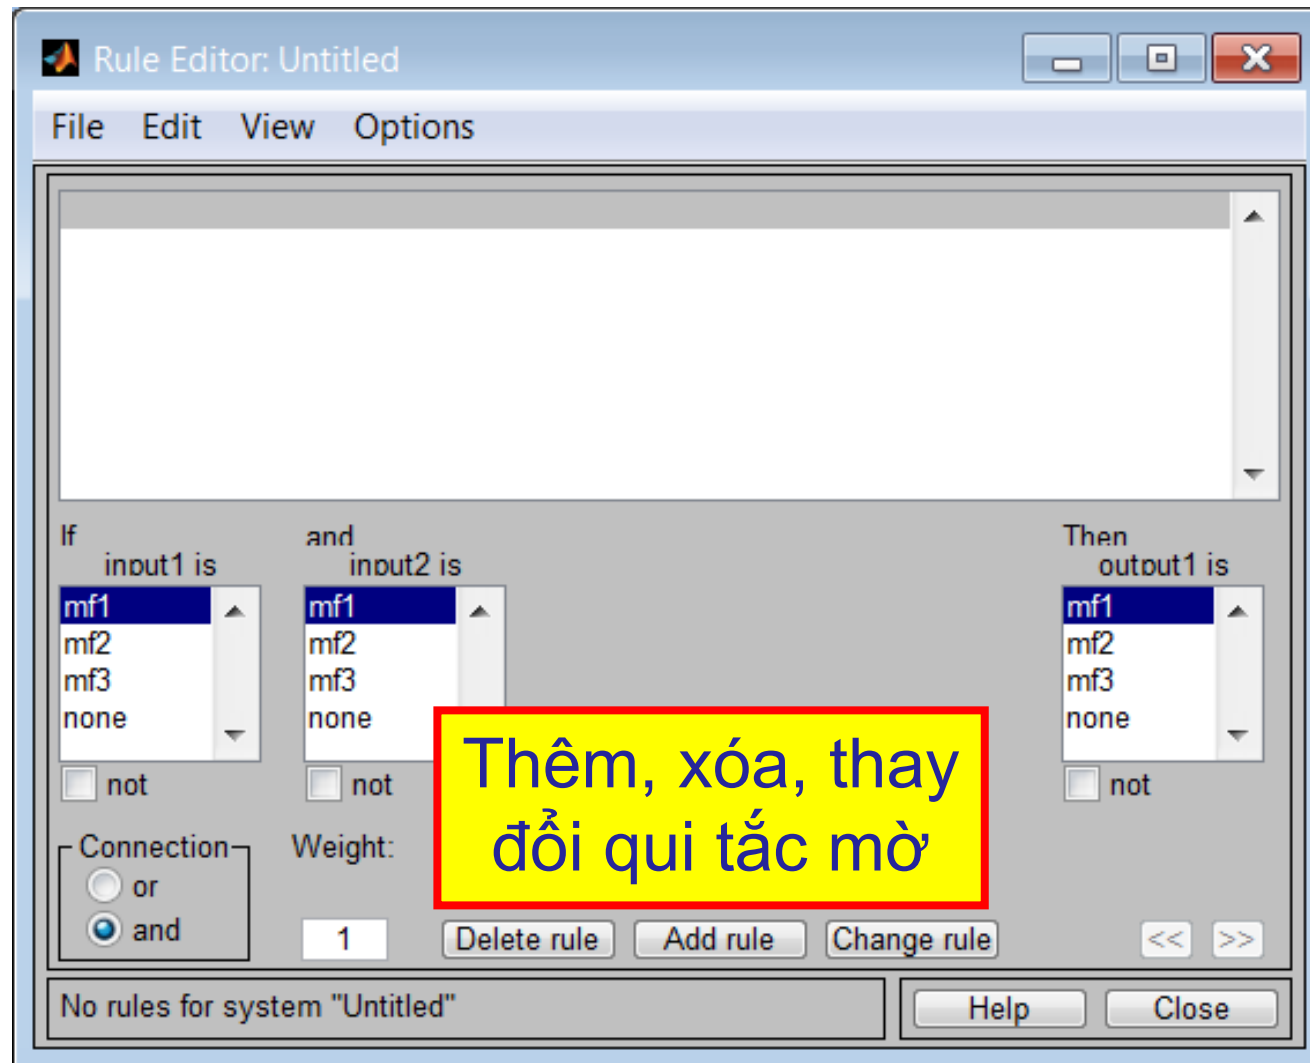 Rule Editor: Untitled
File Edit View Options
If and Then
input1 is input2 is output1 is
mf1 mf1 mf1
mf2 mf2 mf2
mf3 mf3 mf3
none none none
not not not
Thêm, xóa, thay
đổi qui tắc mờ
Connection Weight:
or
and 1 Delete rule Add rule Change rule << >>
No rules for system "Untitled" Help Close